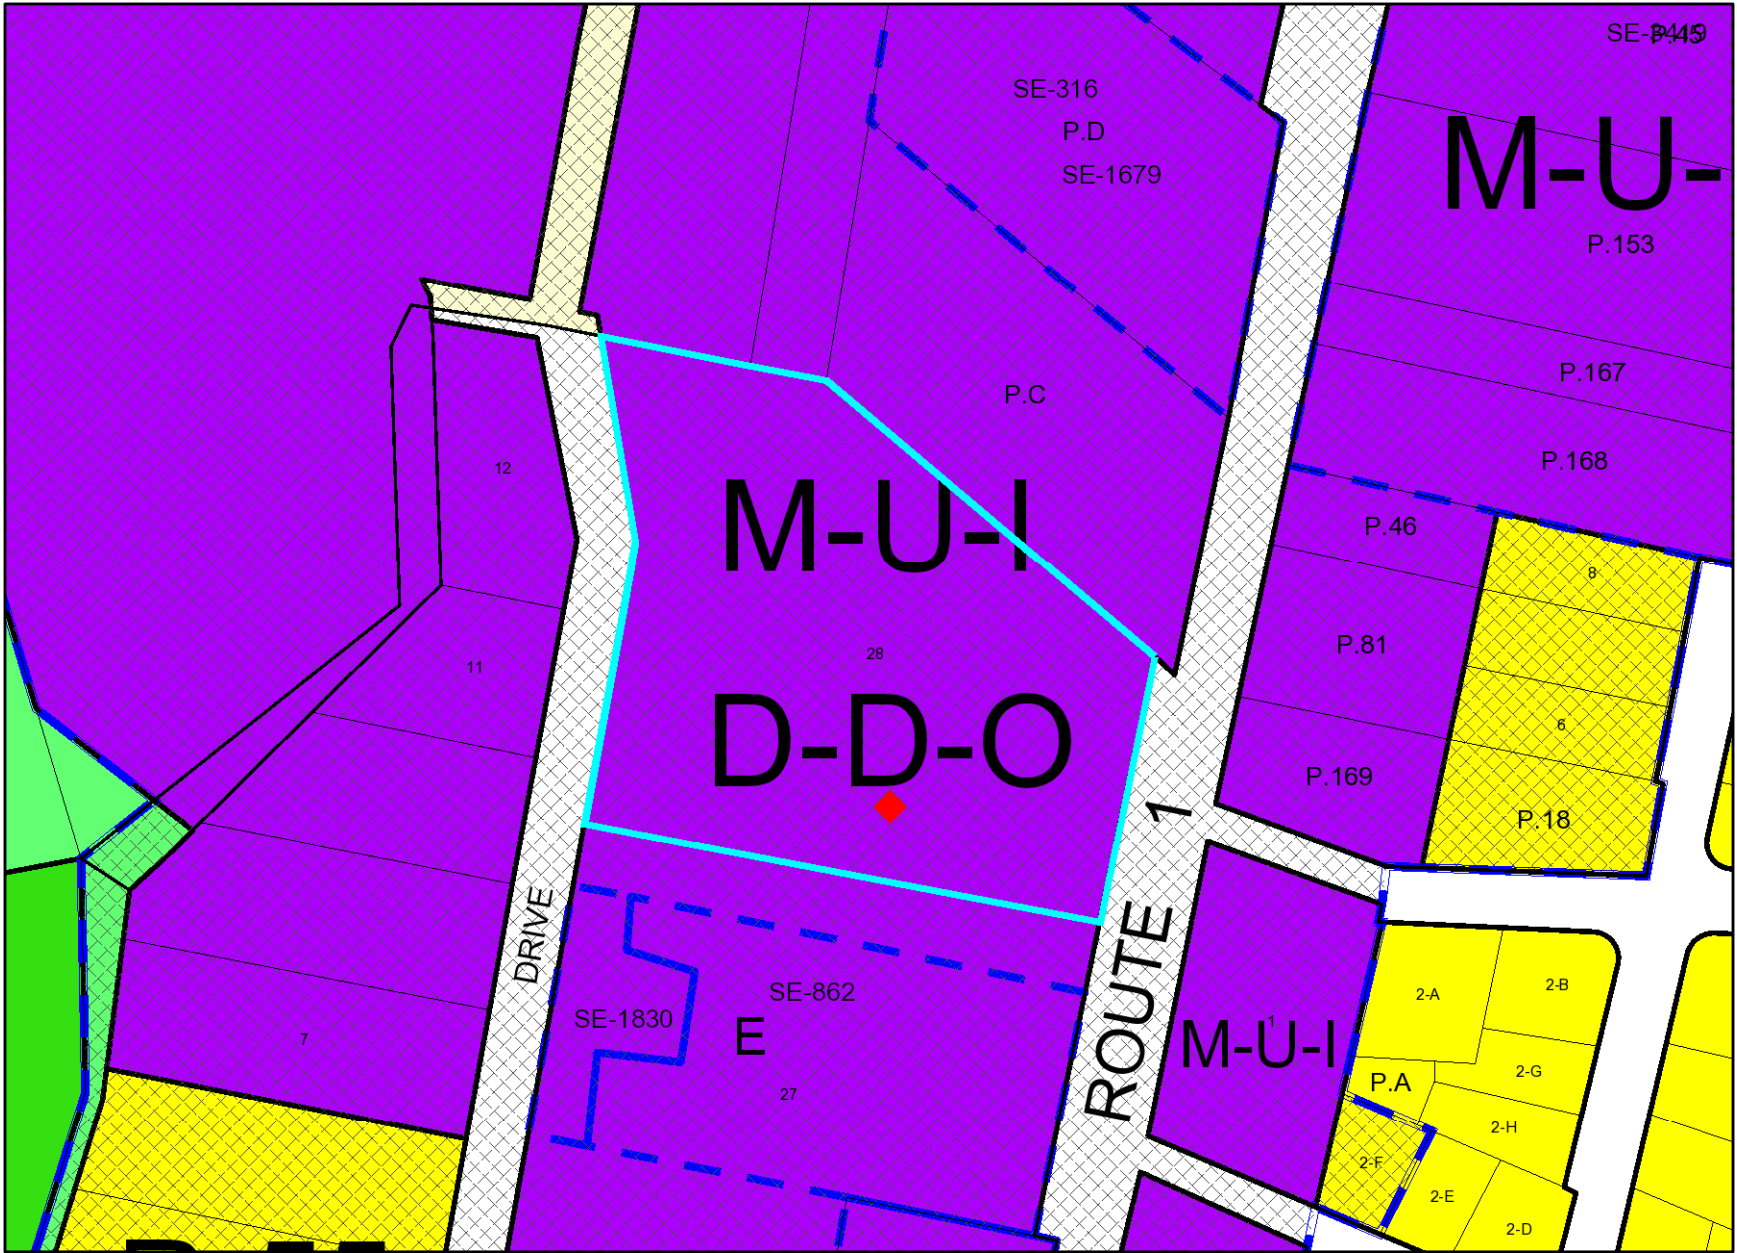 SE-316
P.D
SE-1679
M-U-
P.153
P.167
P.C
P.168
12
M-U-I
P.46
8
P.81
28
11
D-D-O
6
P.169
1
P.18
DRIVE
ROUTE
SE-862
SE-1830
E
7
27
M-U-I
1
2-A
2-B
2-G
P.A
2-H
2-F
2-E
2-D